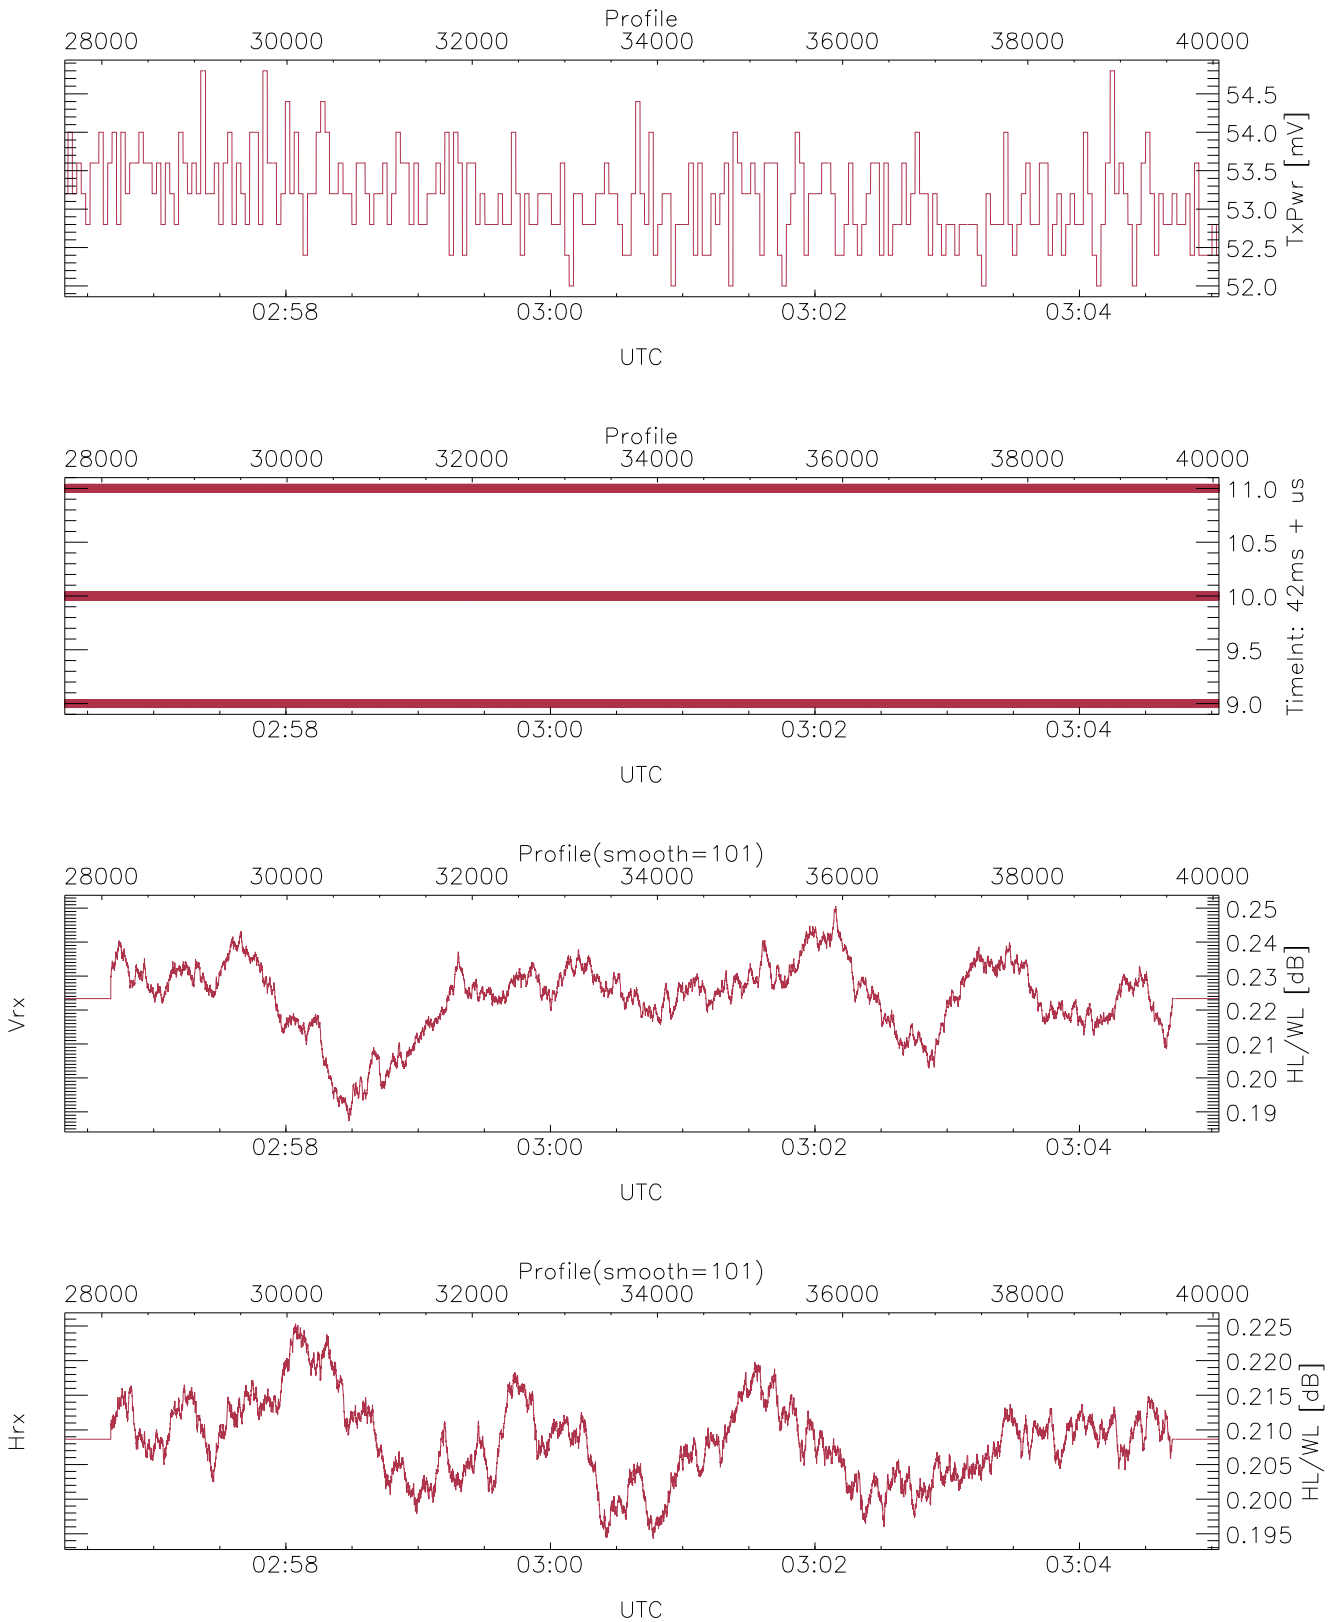 Profile
28000 30000 32000 34000 36000 38000 40000
54.5
54.0
53.5
53.0
52.5
52.0
TxPwr [mV]
02:58 03:00 03:02 03:04
UTC
Profile
28000 30000 32000 34000 36000 38000 40000
11.0
10.5
10.0
9.5
9.0
TimeInt: 42ms + us
02:58 03:00 03:02 03:04
UTC
Profile(smooth=101)
28000 30000 32000 34000 36000 38000 40000
Vrx
0.25
0.24
0.23
0.22
0.21
0.20
0.19
HL/WL [dB]
02:58 03:00 03:02 03:04
UTC
Profile(smooth=101)
28000 30000 32000 34000 36000 38000 40000
Hrx
0.225
0.220
0.215
0.210
0.205
0.200
0.195
HL/WL [dB]
02:58 03:00 03:02 03:04
UTC